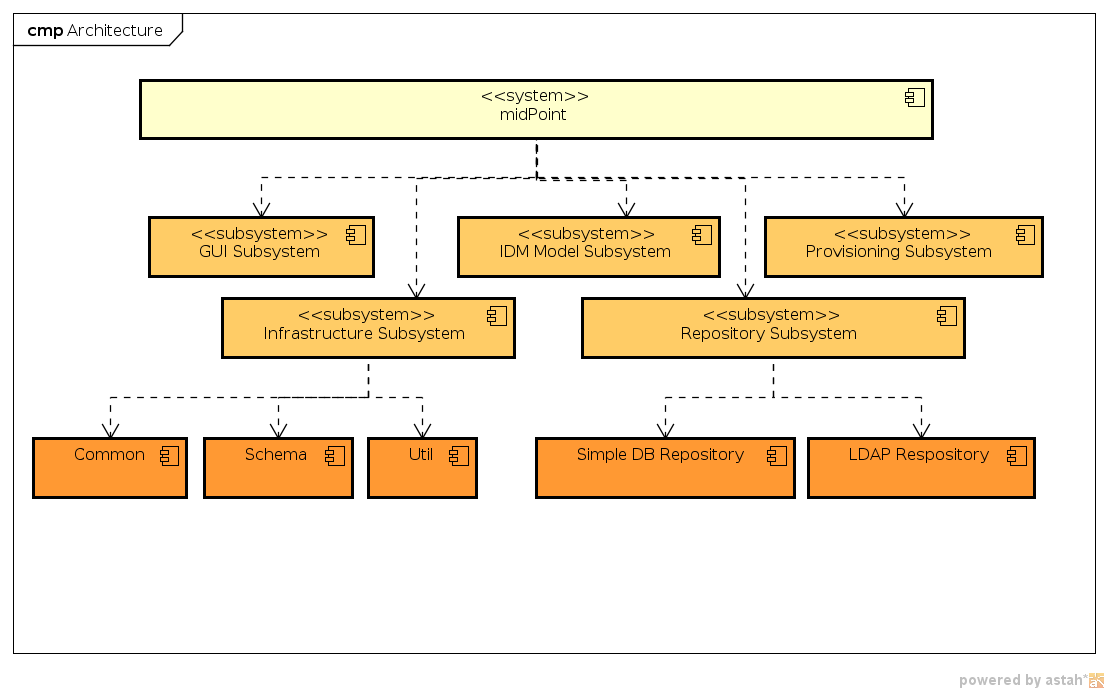 cmp Architecture
<<system>>
midPoint
<<subsystem>>
GUI Subsystem
<<subsystem>>
IDM Model Subsystem
<<subsystem>>
Provisioning Subsystem
<<subsystem>>
Infrastructure Subsystem
<<subsystem>>
Repository Subsystem
Common
Schema
Util
Simple DB Repository
LDAP Respository
powered by astah*